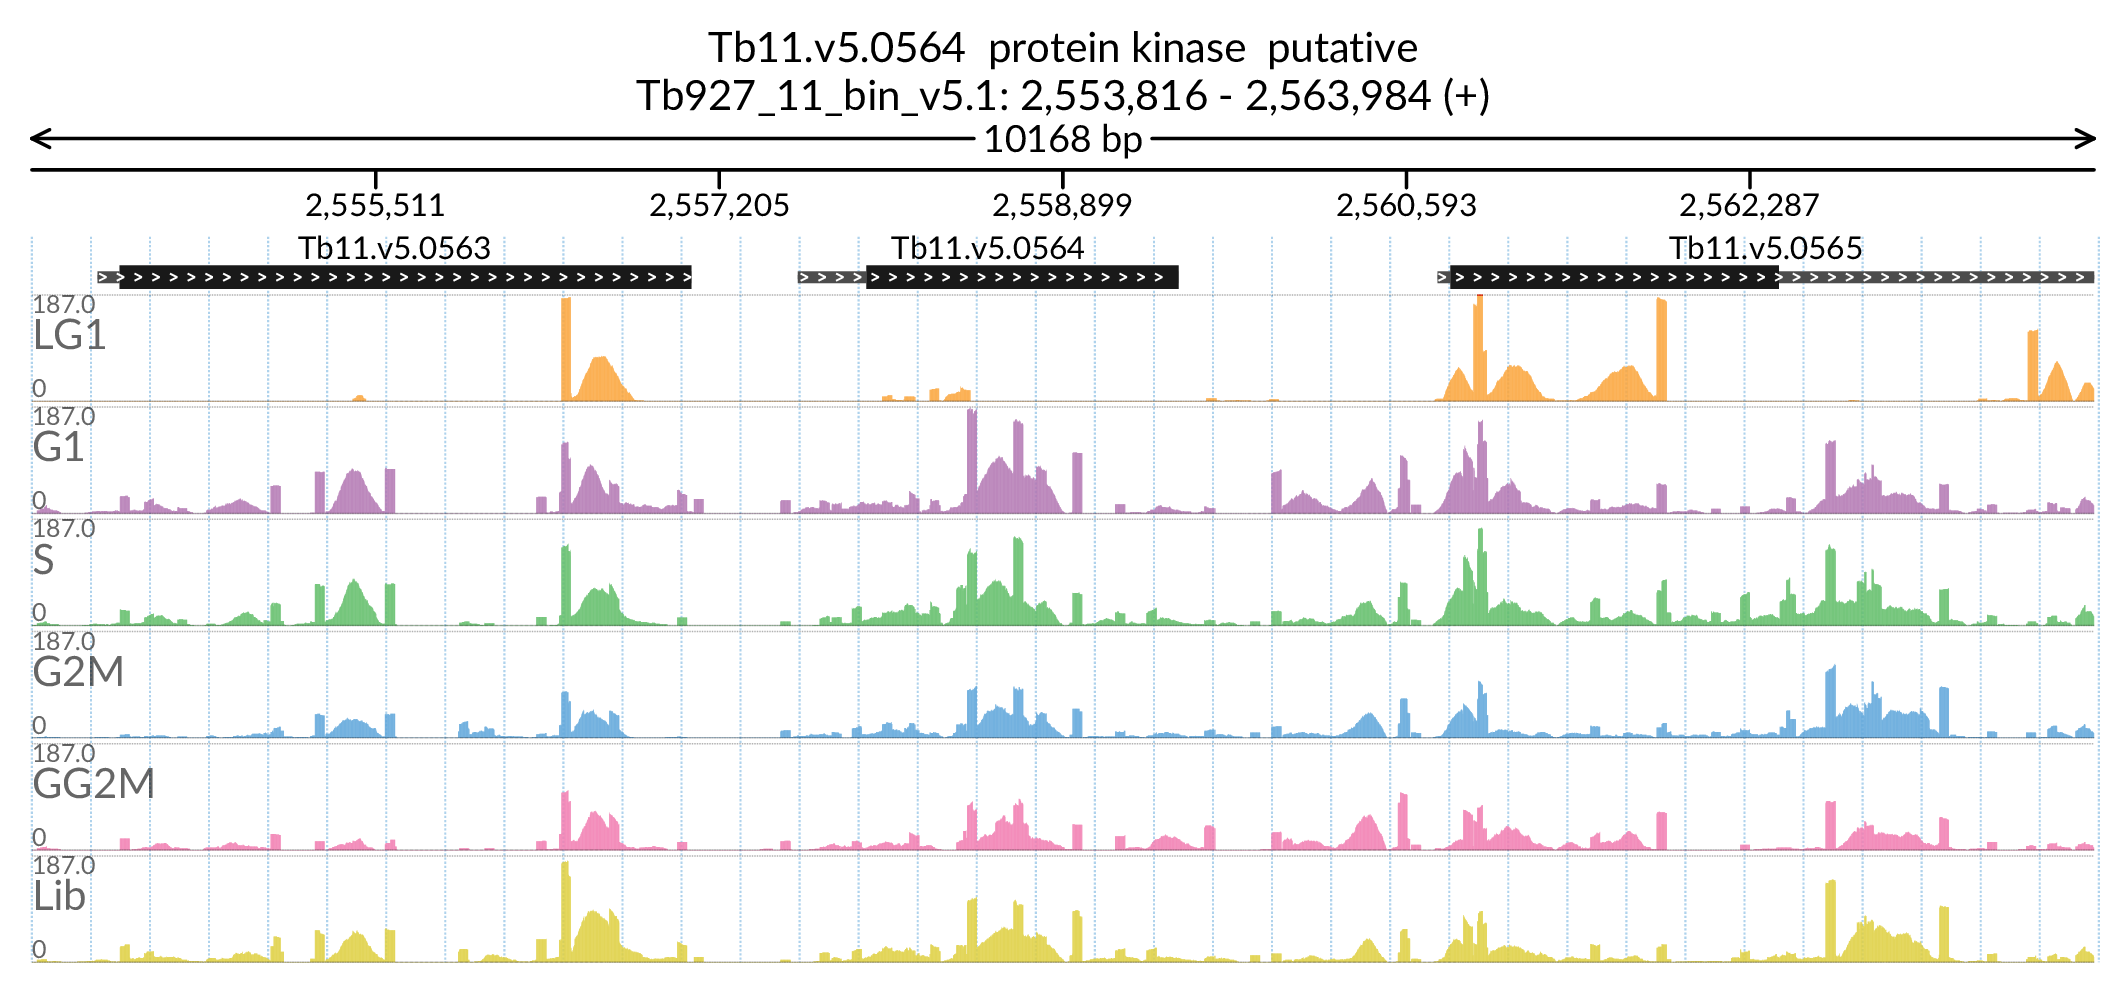 Tb11.v5.0564  protein kinase  putative
Tb927_11_bin_v5.1: 2,553,816 - 2,563,984 (+)
10168 bp
2,555,511 2,557,205 2,558,899 2,560,593 2,562,287
Tb11.v5.0563 Tb11.v5.0564 Tb11.v5.0565
187.0
LG1
0
187.0
G1
0
187.0
S
0
187.0
G2M
0
187.0
GG2M
0
187.0
Lib
0